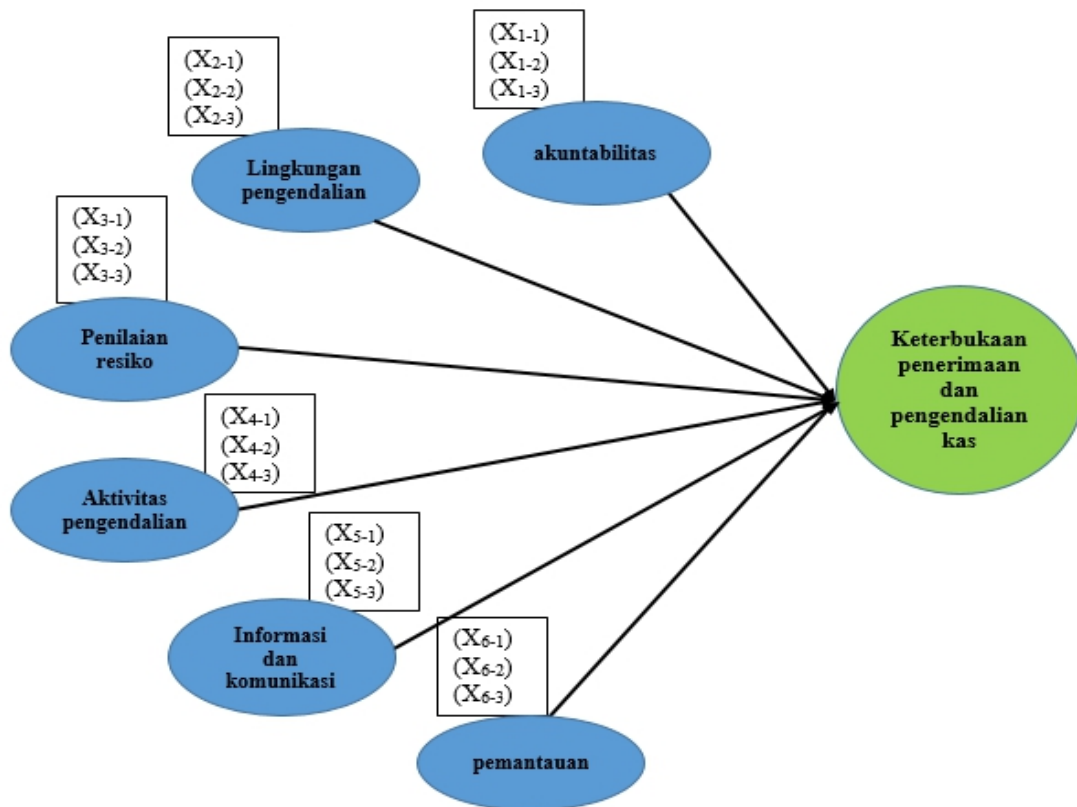 (X1-1)
(X1-2)
(X1-3)
akuntabilitas
(X2-1)
(X2-2)
(X2-3)
Lingkungan
pengendalian
(X3-1)
(X3-2)
(X3-3)
Penilaian
resiko
(X4-1)
(X4-2)
(X4-3)
Aktivitas
pengendalian
(X5-1)
(X5-2)
(X5-3)
Informasi
dan
komunikasi
(X6-1)
(X6-2)
(X6-3)
pemantauan
Keterbukaan
penerimaan
dan
pengendalian
kas